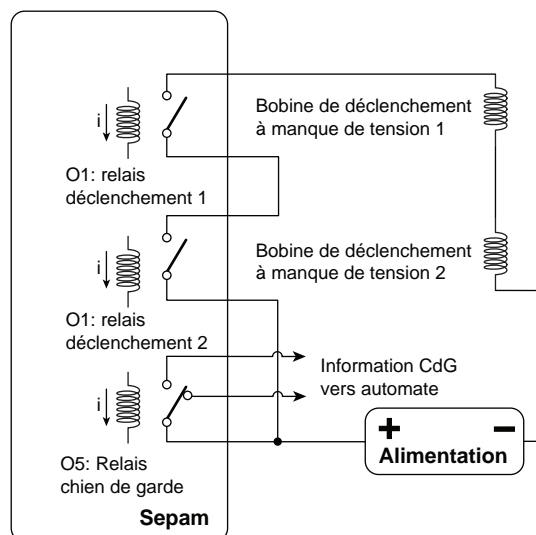 Bobine de déclenchement
à manque de tension 1
i
O1: relais
déclenchement 1
Bobine de déclenchement
à manque de tension 2
i
O1: relais
déclenchement 2
Information CdG
vers automate
i
+ −
Alimentation
O5: Relais
chien de garde
Sepam